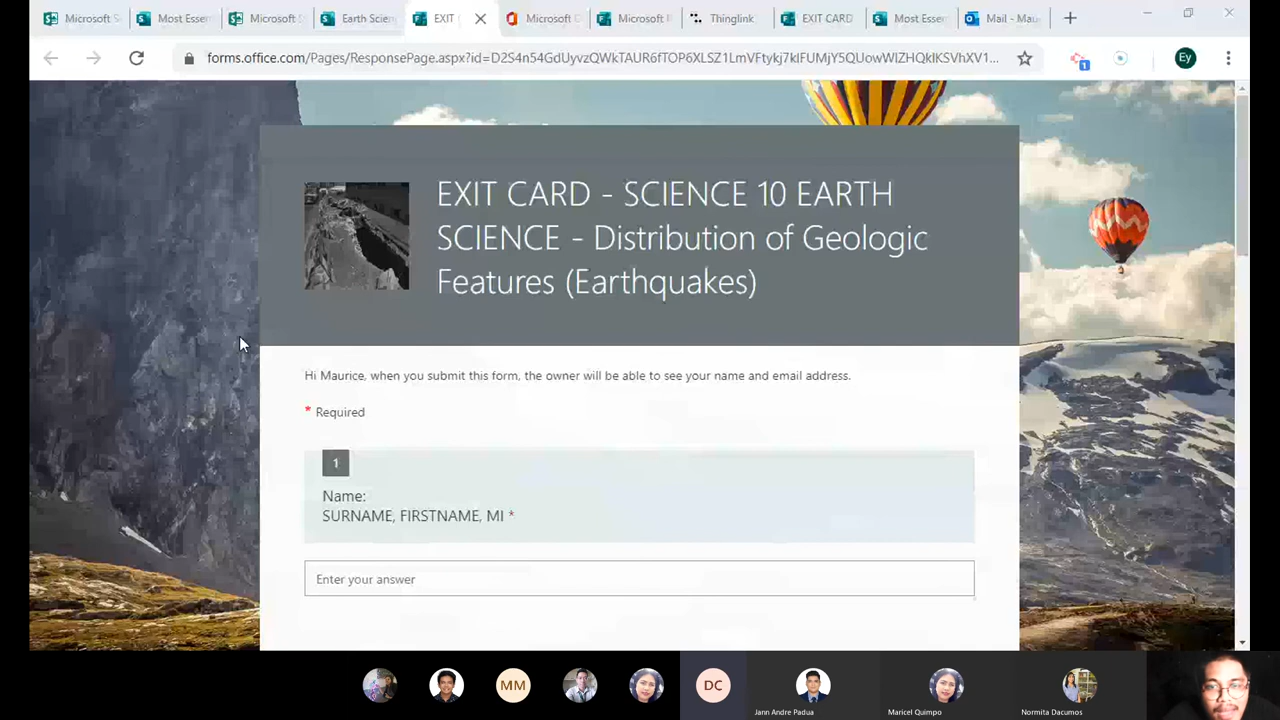 Microsoft S
Most Essen
Microsoft S
Earth Scien
EXIT
Microsoft
Microsoft
Thinglink
EXIT CARD
Most Essen
Mail - Mau
forms.office.com/Pages/ResponsePage.aspx?
1
Ey
EXIT CARD - SCIENCE 10 EARTH
SCIENCE - Distribution of Geologic
Features (Earthquakes)
Hi Maurice, when you submit this form, the owner will be able to see your name and email address.
* Required
1
Name:
SURNAME, FIRSTNAME, MI *
Enter your answer
MM
DC
Jann Andre Padua
Maricel Quimpo
Normita Dacumos